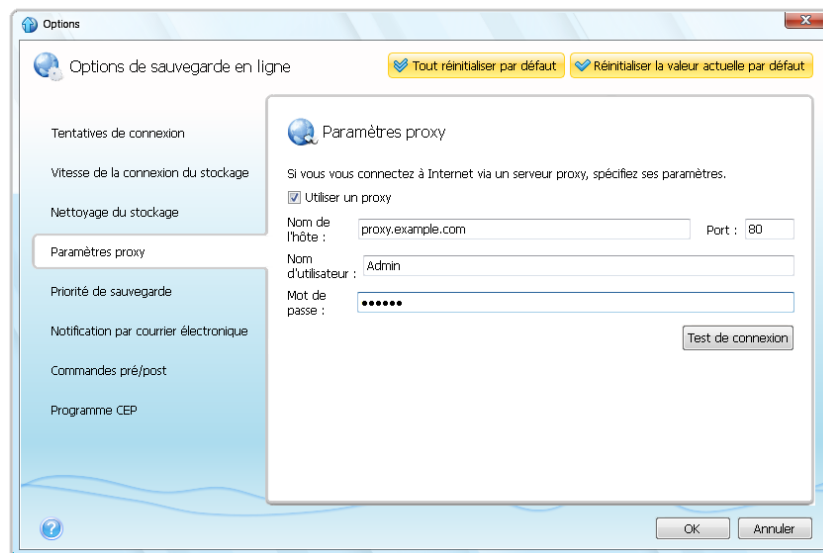 Options
Options de sauvegarde en ligne
Tout réinitialiser par défaut
Réinitialiser la valeur actuelle par défaut
Tentatives de connexion
Vitesse de la connexion du stockage
Nettoyage du stockage
Paramètres proxy
Priorité de sauvegarde
Notification par courrier électronique
Commandes pré/post
Programme CEP
Paramètres proxy
Si vous vous connectez à Internet via un serveur proxy, spécifiez ses paramètres.
Utiliser un proxy
Nom de
l'hôte :
proxy.example.com
Port :
80
Nom
d'utilisateur :
Admin
Mot de
passe :
••••••
Test de connexion
OK
Annuler